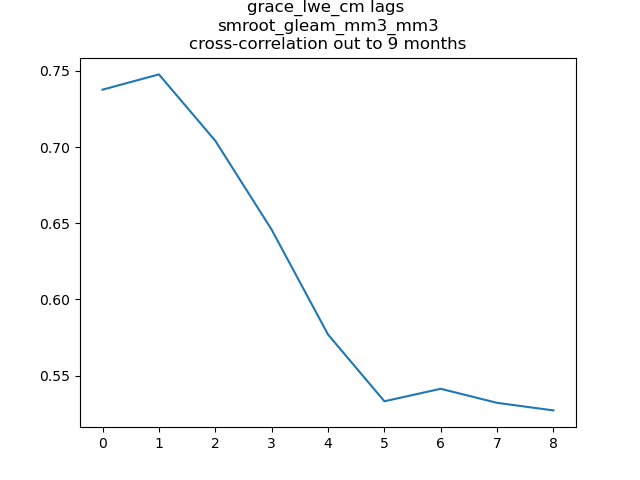 grace_lwe_cm lags
smroot_gleam_mm3_mm3
cross-correlation out to 9 months
0.75
0.70
0.65
0.60
0.55
0 1 2 3 4 5 6 7 8